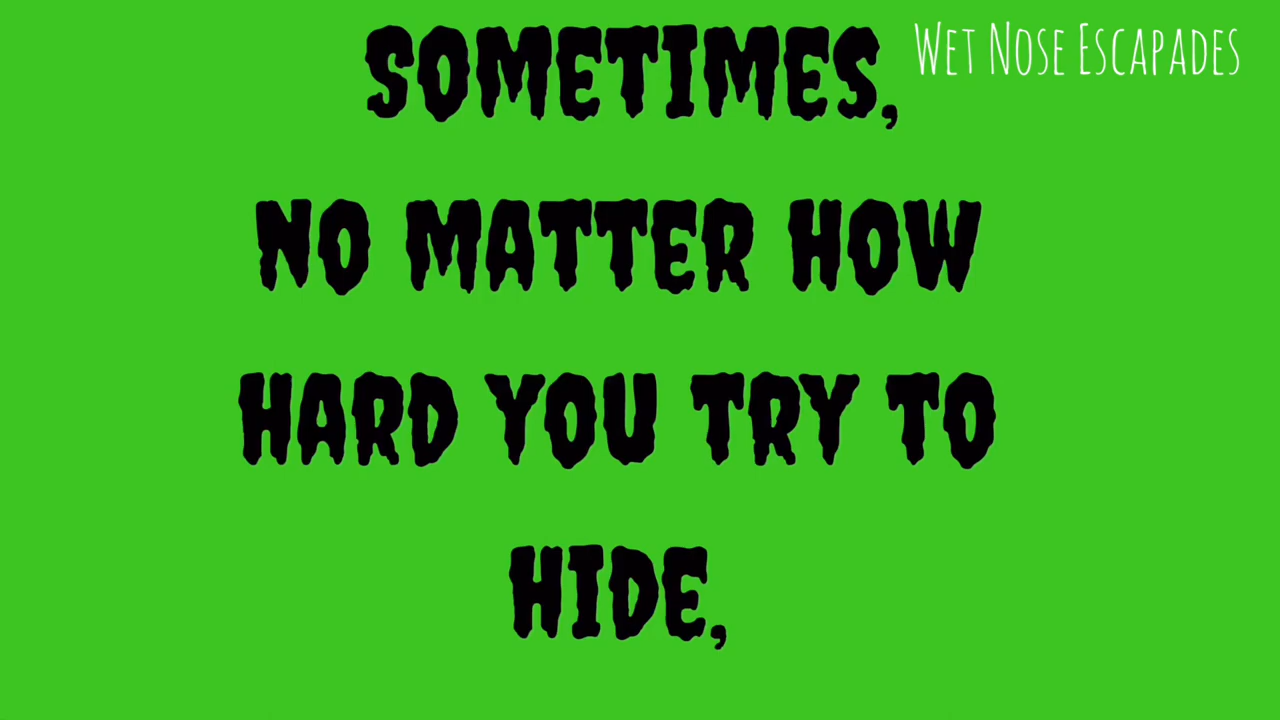 SOMETIMES,
Wet Nose Escapades
NO MATTER HOW
HARD YOU TRY TO
HIDE,